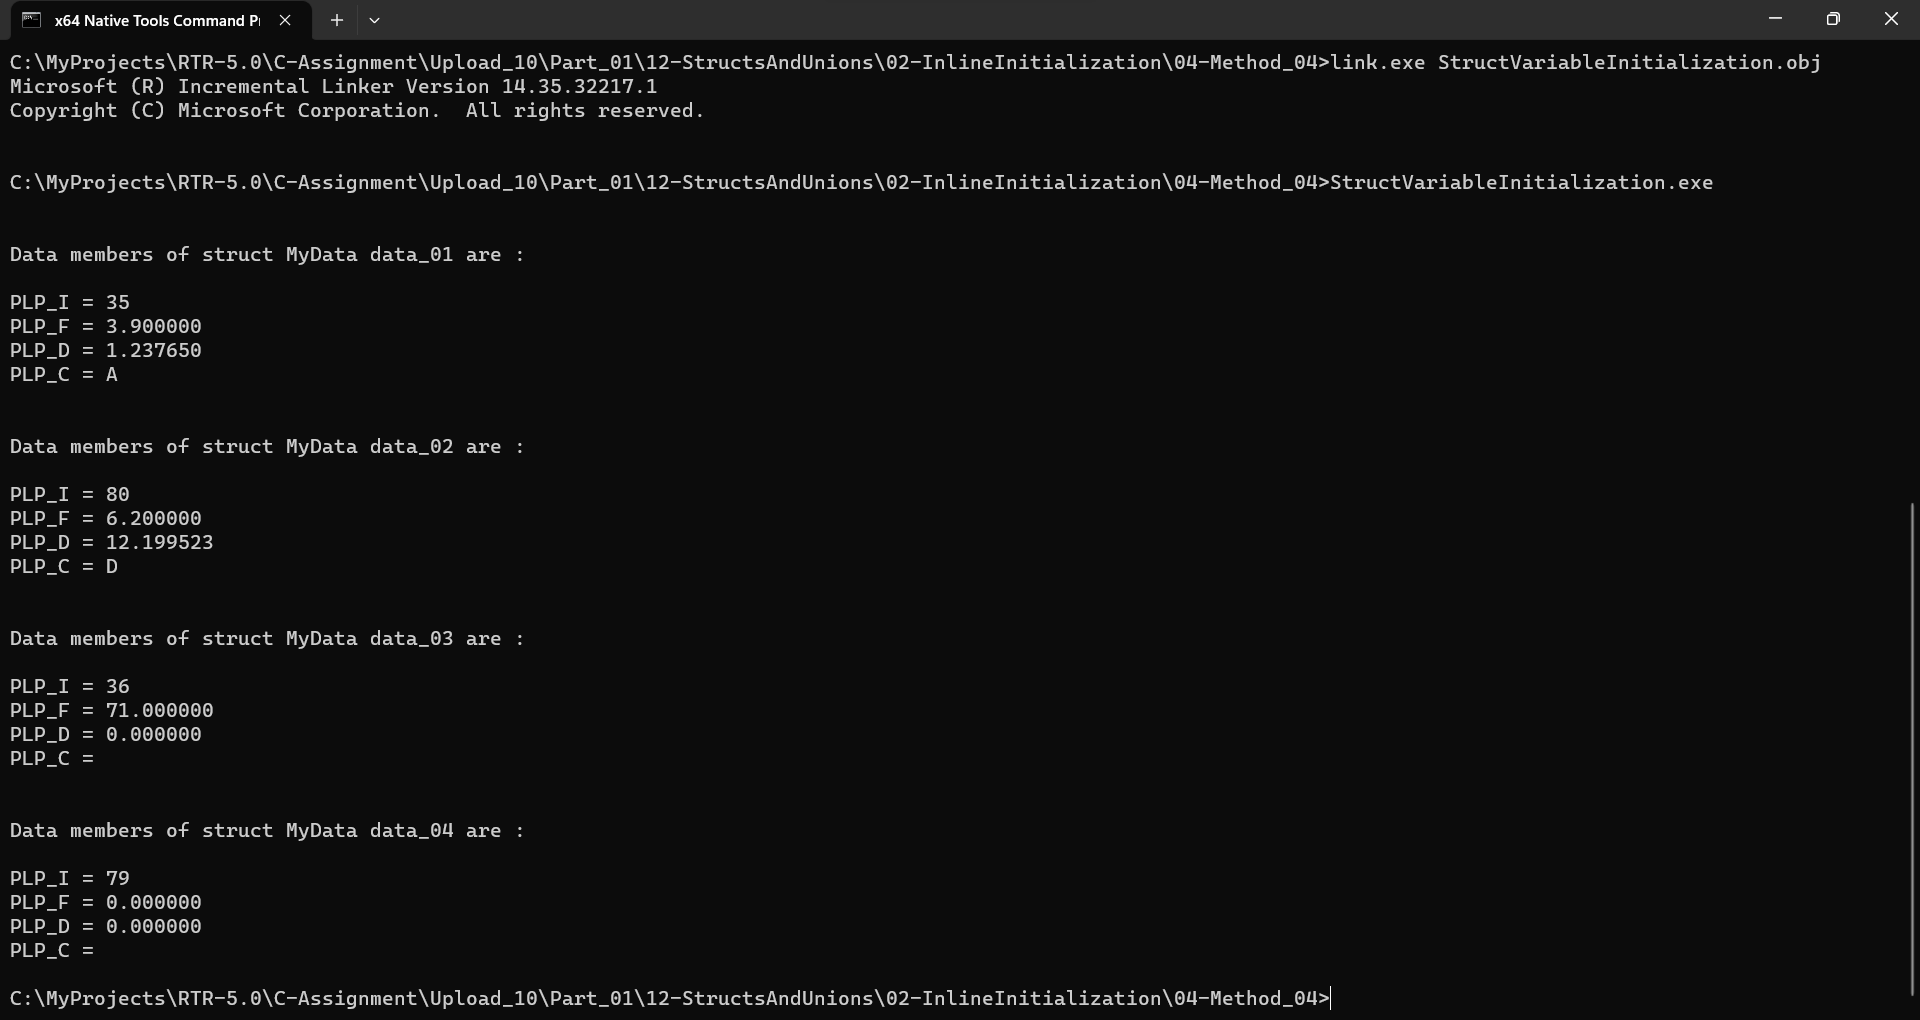 x64 Native Tools Command P
C:\MyProjects\RTR-5.0\C-Assignment\Upload_10\Part_01\12-StructsAndUnions\02-InlineInitialization\04-Method_04>link.exe StructVariableInitialization.obj
Microsoft (R) Incremental Linker Version 14.35.32217.1
Copyright (C) Microsoft Corporation.  All rights reserved.
C:\MyProjects\RTR-5.0\C-Assignment\Upload_10\Part_01\12-StructsAndUnions\02-InlineInitialization\04-Method_04>StructVariableInitialization.exe
Data members of struct MyData data_01 are :
PLP_I = 35
PLP_F = 3.900000
PLP_D = 1.237650
PLP_C = A
Data members of struct MyData data_02 are :
PLP_I = 80
PLP_F = 6.200000
PLP_D = 12.199523
PLP_C = D
Data members of struct MyData data_03 are :
PLP_I = 36
PLP_F = 71.000000
PLP_D = 0.000000
PLP_C =
Data members of struct MyData data_04 are :
PLP_I = 79
PLP_F = 0.000000
PLP_D = 0.000000
PLP_C =
C:\MyProjects\RTR-5.0\C-Assignment\Upload_10\Part_01\12-StructsAndUnions\02-InlineInitialization\04-Method_04>